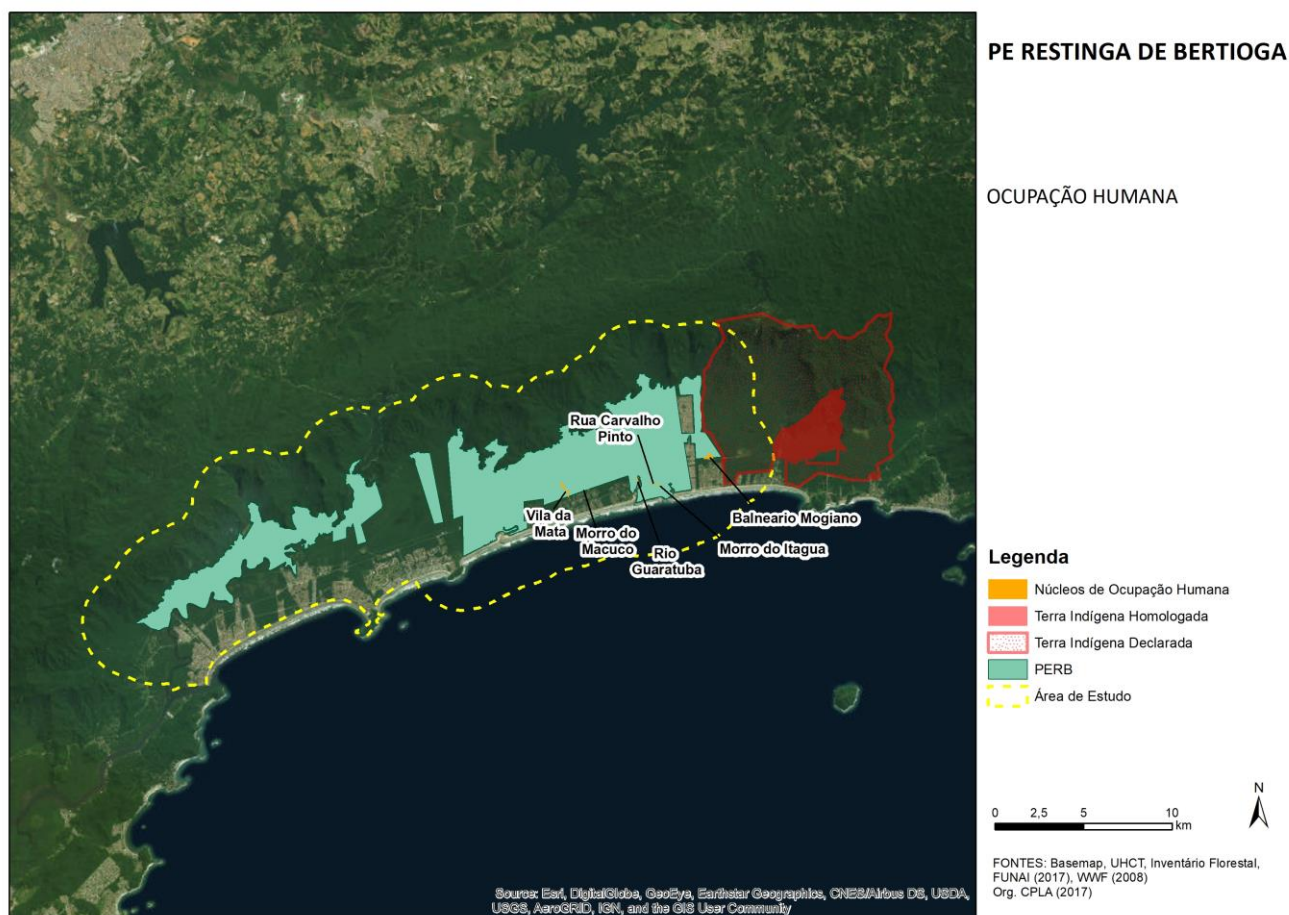 PE RESTINGA DE BERTIOGA
OCUPAÇÃO HUMANA
Rua Carvalho
Pinto
Vila da
Mata
Morro do
Macuco
Rio
Guaratuba
Balneario Mogiano
Morro do Itagua
Legenda
Núcleos de Ocupação Humana
Terra Indígena Homologada
Terra Indígena Declarada
PERB
Área de Estudo
0 2,5 5 10
km
N
FONTES: Basemap, UHCT, Inventário Florestal,
FUNAI (2017), WWF (2008)
Org. CPLA (2017)
Source: Esri, DigitalGlobe, GeoEye, Earthstar Geographics, CNES/Airbus DS, USDA,
USGS, AeroGRID, IGN, and the GIS User Community